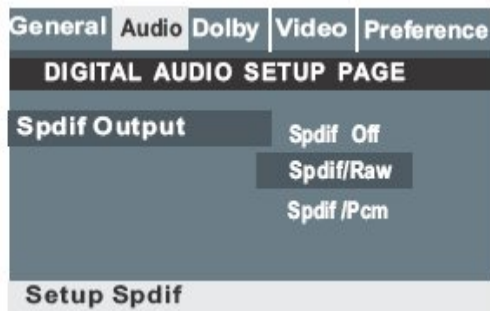 General Audio Dolby Video Preference
DIGITAL AUDIO SETUP PAGE
Spdif Output
Spdif Off
Spdif/Raw
Spdif /Pcm
Setup Spdif